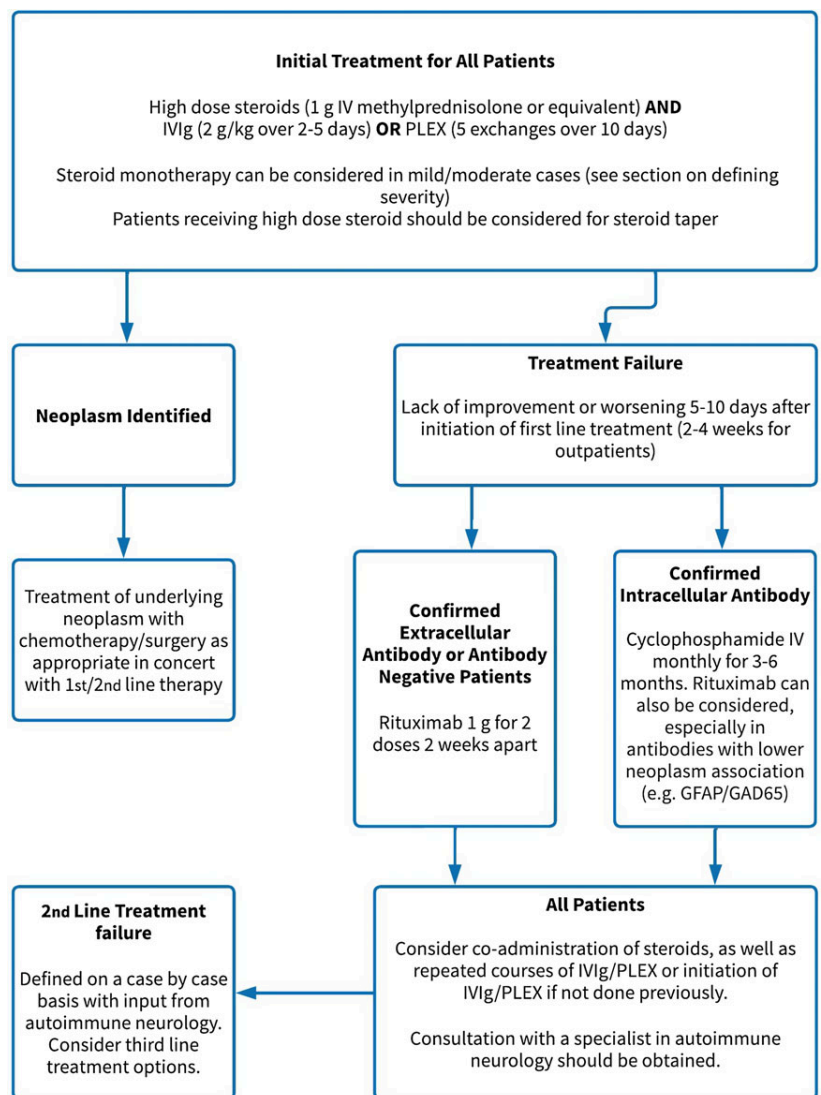 Initial Treatment for All Patients
High dose steroids (1 g IV methylprednisolone or equivalent) AND
IVIg (2 g/kg over 2-5 days) OR PLEX (5 exchanges over 10 days)
Steroid monotherapy can be considered in mild/moderate cases (see section on defining
severity)
Patients receiving high dose steroid should be considered for steroid taper
Neoplasm Identified
Treatment of underlying
neoplasm with
chemotherapy/surgery as
appropriate in concert
with 1st/2nd line therapy
Treatment Failure
Lack of improvement or worsening 5-10 days after
initiation of first line treatment (2-4 weeks for
outpatients)
Confirmed
Extracellular
Antibody or Antibody
Negative Patients
Rituximab 1 g for 2
doses 2 weeks apart
Confirmed
Intracellular Antibody
Cyclophosphamide IV
monthly for 3-6
months. Rituximab can
also be considered,
especially in
antibodies with lower
neoplasm association
(e.g. GFAP/GAD65)
All Patients
Consider co-administration of steroids, as well as
repeated courses of IVIg/PLEX or initiation of
IVIg/PLEX if not done previously.
Consultation with a specialist in autoimmune
neurology should be obtained.
2nd Line Treatment
failure
Defined on a case by case
basis with input from
autoimmune neurology.
Consider third line
treatment options.